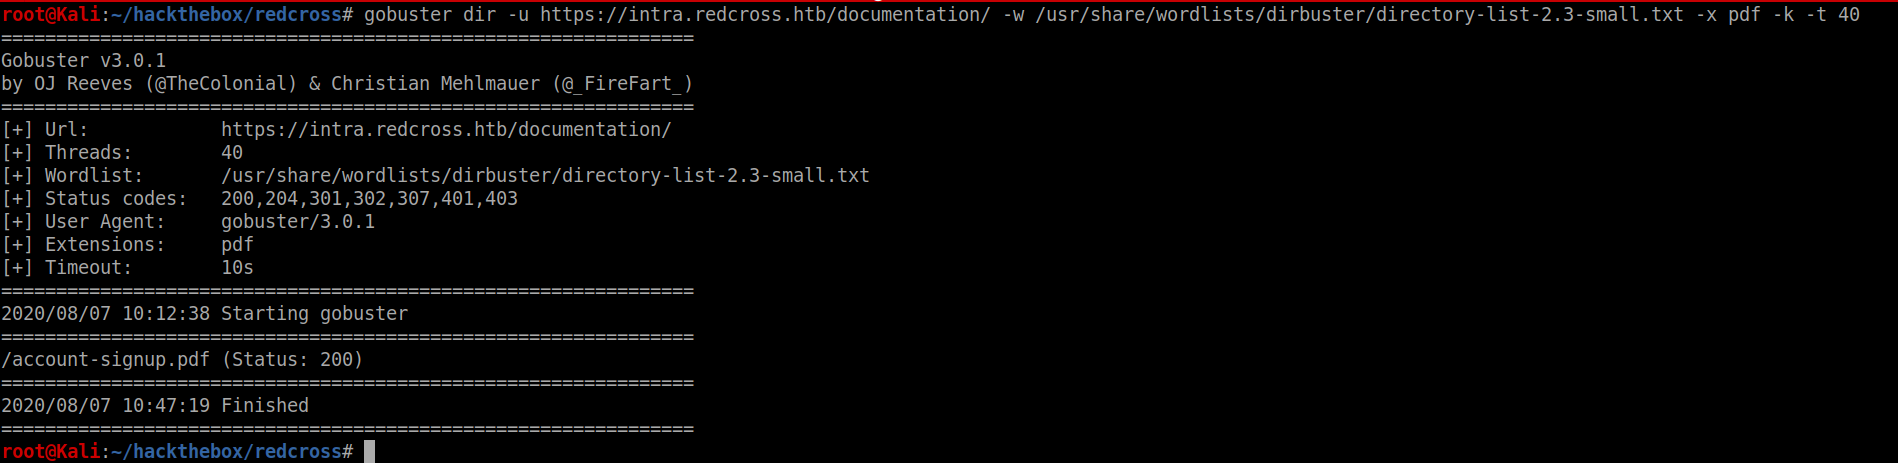 root@Kali:~/hackthebox/redcross# gobuster dir -u https://intra.redcross.htb/documentation/ -w /usr/share/wordlists/dirbuster/directory-list-2.3-small.txt -x pdf -k -t 40
===============================================================
Gobuster v3.0.1
by OJ Reeves (@TheColonial) & Christian Mehlmauer (@_FireFart_)
===============================================================
[+] Url:            https://intra.redcross.htb/documentation/
[+] Threads:        40
[+] Wordlist:       /usr/share/wordlists/dirbuster/directory-list-2.3-small.txt
[+] Status codes:   200,204,301,302,307,401,403
[+] User Agent:     gobuster/3.0.1
[+] Extensions:     pdf
[+] Timeout:        10s
===============================================================
2020/08/07 10:12:38 Starting gobuster
===============================================================
/account-signup.pdf (Status: 200)
===============================================================
2020/08/07 10:47:19 Finished
===============================================================
root@Kali:~/hackthebox/redcross#